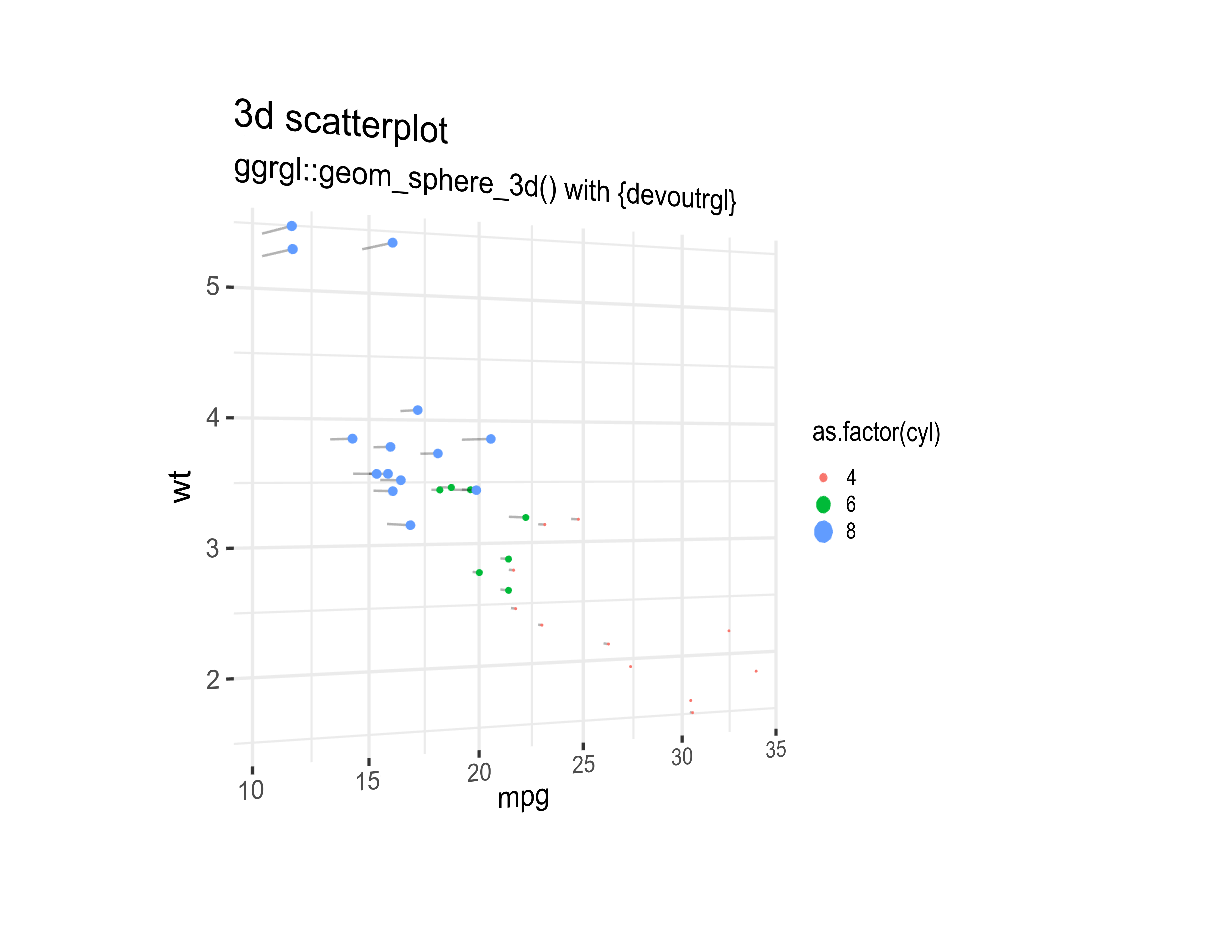 3d scatterplot
ggrgl::geom_sphere_3d() with {devoutrgl}
5
4
3
2
wt
10
15
20
25
30
35
mpg
as.factor(cyl)
4
6
8